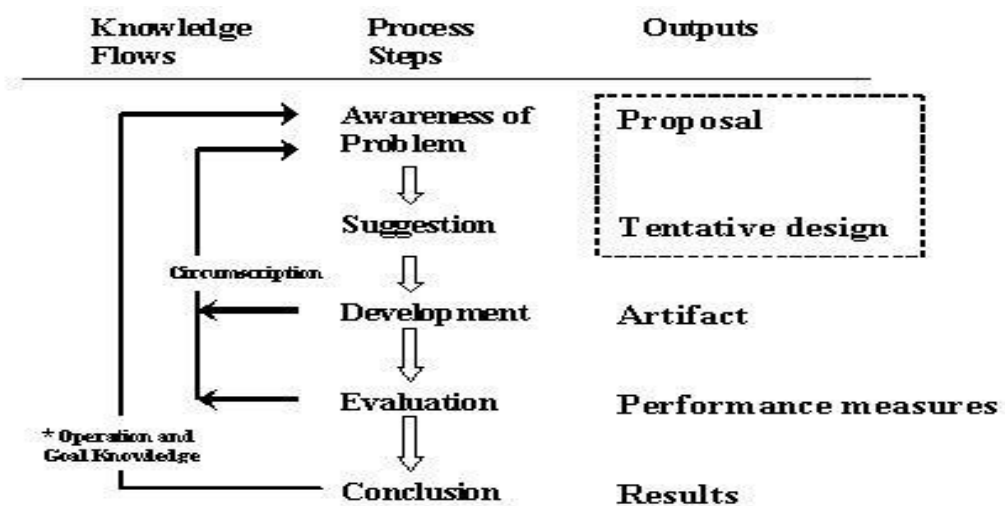 Knowledge
Flows
Process
Steps
Outputs
Awareness of
Problem
Proposal
Suggestion
Tentative design
Circumscription
Development
Artifact
Evaluation
Performance measures
* Operation and
Goal Knowledge
Conclusion
Results